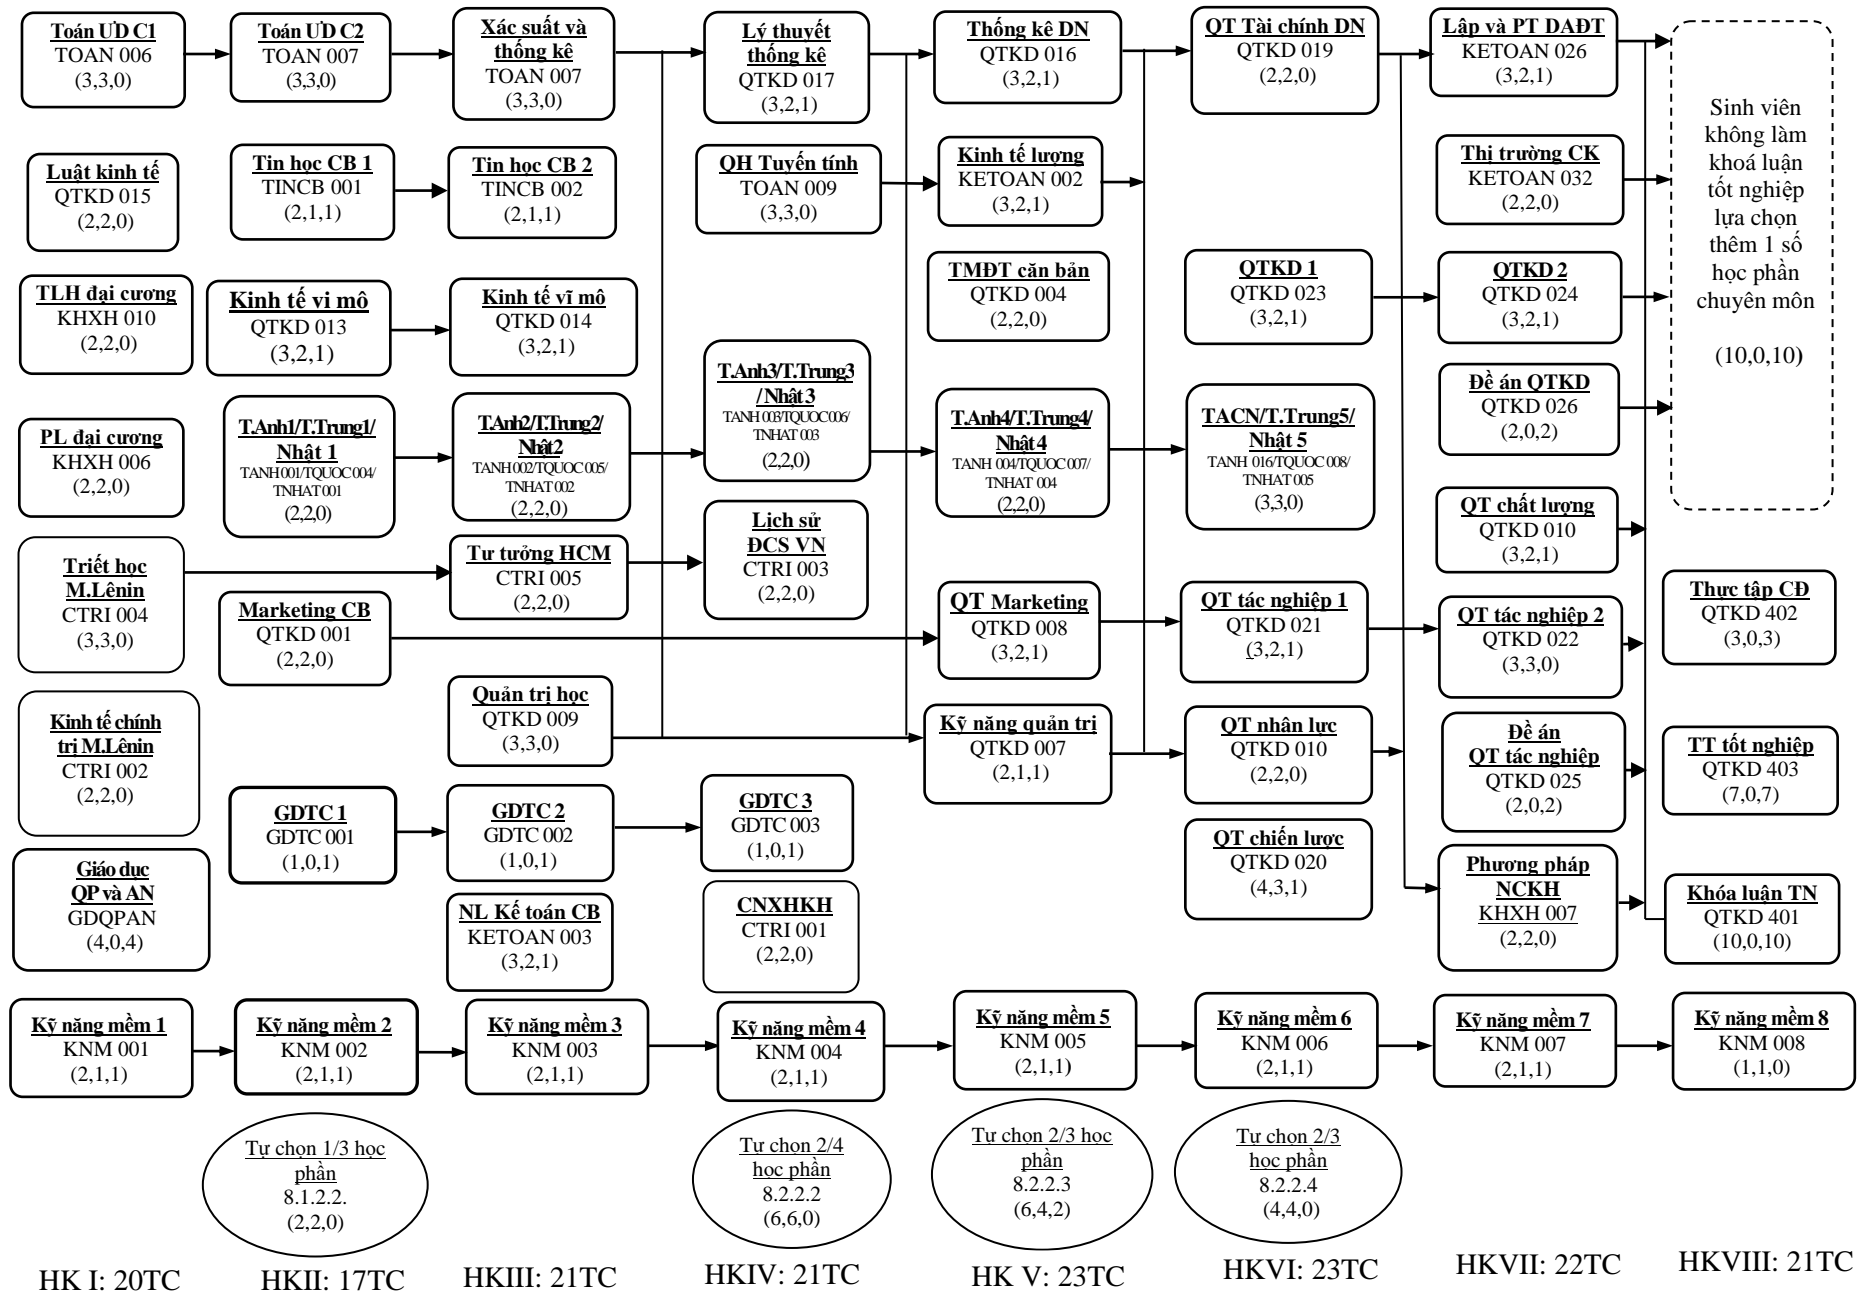 Toán ƯD C1
TOAN 006
(3,3,0)
Luật kinh tế
QTKD 015
(2,2,0)
TLH đại cương
KHXH 010
(2,2,0)
PL đại cương
KHXH 006
(2,2,0)
Triết học
M.Lênin
CTRI 004
(3,3,0)
Kinh tế chính
trị M.Lênin
CTRI 002
(2,2,0)
Giáo dục
QP và AN
GDQPAN
(4,0,4)
Kỹ năng mềm 1
KNM 001
(2,1,1)
HK I: 20TC
Toán UD C2
TOAN 007
(3,3,0)
Tin học CB 1
TINCB 001
(2,1,1)
Kinh tế vi mô
QTKD 013
(3,2,1)
T.Anh1/T.Trung1/
Nhật 1
TANH 001/TQUOC 004/
TNHAT 001
(2,2,0)
Marketing CB
QTKD 001
(2,2,0)
GDTC 1
GDTC 001
(1,0,1)
Kỹ năng mềm 2
KNM 002
(2,1,1)
Tự chọn 1/3 học
phần
8.1.2.2.
(2,2,0)
HKII: 17TC
Xác suất và
thống kê
TOAN 007
(3,3,0)
Tin học CB 2
TINCB 002
(2,1,1)
Kinh tế vĩ mô
QTKD 014
(3,2,1)
T.Anh2/T.Trung2/
Nhật2
TANH 002/TQUOC 005/
TNHAT 002
(2,2,0)
Tư tưởng HCM
CTRI 005
(2,2,0)
Quản trị học
QTKD 009
(3,3,0)
GDTC 2
GDTC 002
(1,0,1)
NL Kế toán CB
KETOAN 003
(3,2,1)
Kỹ năng mềm 3
KNM 003
(2,1,1)
HKIII: 21TC
Lý thuyết
thống kê
QTKD 017
(3,2,1)
QH Tuyến tính
TOAN 009
(3,3,0)
T.Anh3/T.Trung3
/Nhật 3
TANH 003/TQUOC 006/
TNHAT 003
(2,2,0)
Lịch sử
ĐCS VN
CTRI 003
(2,2,0)
GDTC 3
GDTC 003
(1,0,1)
CNXHKH
CTRI 001
(2,2,0)
Kỹ năng mềm 4
KNM 004
(2,1,1)
Tự chọn 2/4
học phần
8.2.2.2
(6,6,0)
HKIV: 21TC
Thống kê DN
QTKD 016
(3,2,1)
Kinh tế lượng
KETOAN 002
(3,2,1)
TMĐT căn bản
QTKD 004
(2,2,0)
T.Anh4/T.Trung4/
Nhật 4
TANH 004/TQUOC 007/
TNHAT 004
(2,2,0)
QT Marketing
QTKD 008
(3,2,1)
Kỹ năng quản trị
QTKD 007
(2,1,1)
Kỹ năng mềm 5
KNM 005
(2,1,1)
Tự chọn 2/3 học
phần
8.2.2.3
(6,4,2)
HK V: 23TC
QT Tài chính DN
QTKD 019
(2,2,0)
QTKD 1
QTKD 023
(3,2,1)
TACN/T.Trung5/
Nhật 5
TANH 016/TQUOC 008/
TNHAT 005
(3,3,0)
QT tác nghiệp 1
QTKD 021
(3,2,1)
QT nhân lực
QTKD 010
(2,2,0)
QT chiến lược
QTKD 020
(4,3,1)
Kỹ năng mềm 6
KNM 006
(2,1,1)
Tự chọn 2/3
học phần
8.2.2.4
(4,4,0)
HKVI: 23TC
Lập và PT DAĐT
KETOAN 026
(3,2,1)
Thị trường CK
KETOAN 032
(2,2,0)
QTKD 2
QTKD 024
(3,2,1)
Đề án QTKD
QTKD 026
(2,0,2)
QT chất lượng
QTKD 010
(3,2,1)
QT tác nghiệp 2
QTKD 022
(3,3,0)
Đề án
QT tác nghiệp
QTKD 025
(2,0,2)
Phương pháp
NCKH
KHXH 007
(2,2,0)
Kỹ năng mềm 7
KNM 007
(2,1,1)
HKVII: 22TC
Sinh viên
không làm
khoá luận
tốt nghiệp
lựa chọn
thêm 1 số
học phần
chuyên môn
(10,0,10)
Thực tập CĐ
QTKD 402
(3,0,3)
TT tốt nghiệp
QTKD 403
(7,0,7)
Khóa luận TN
QTKD 401
(10,0,10)
Kỹ năng mềm 8
KNM 008
(1,1,0)
HKVIII: 21TC